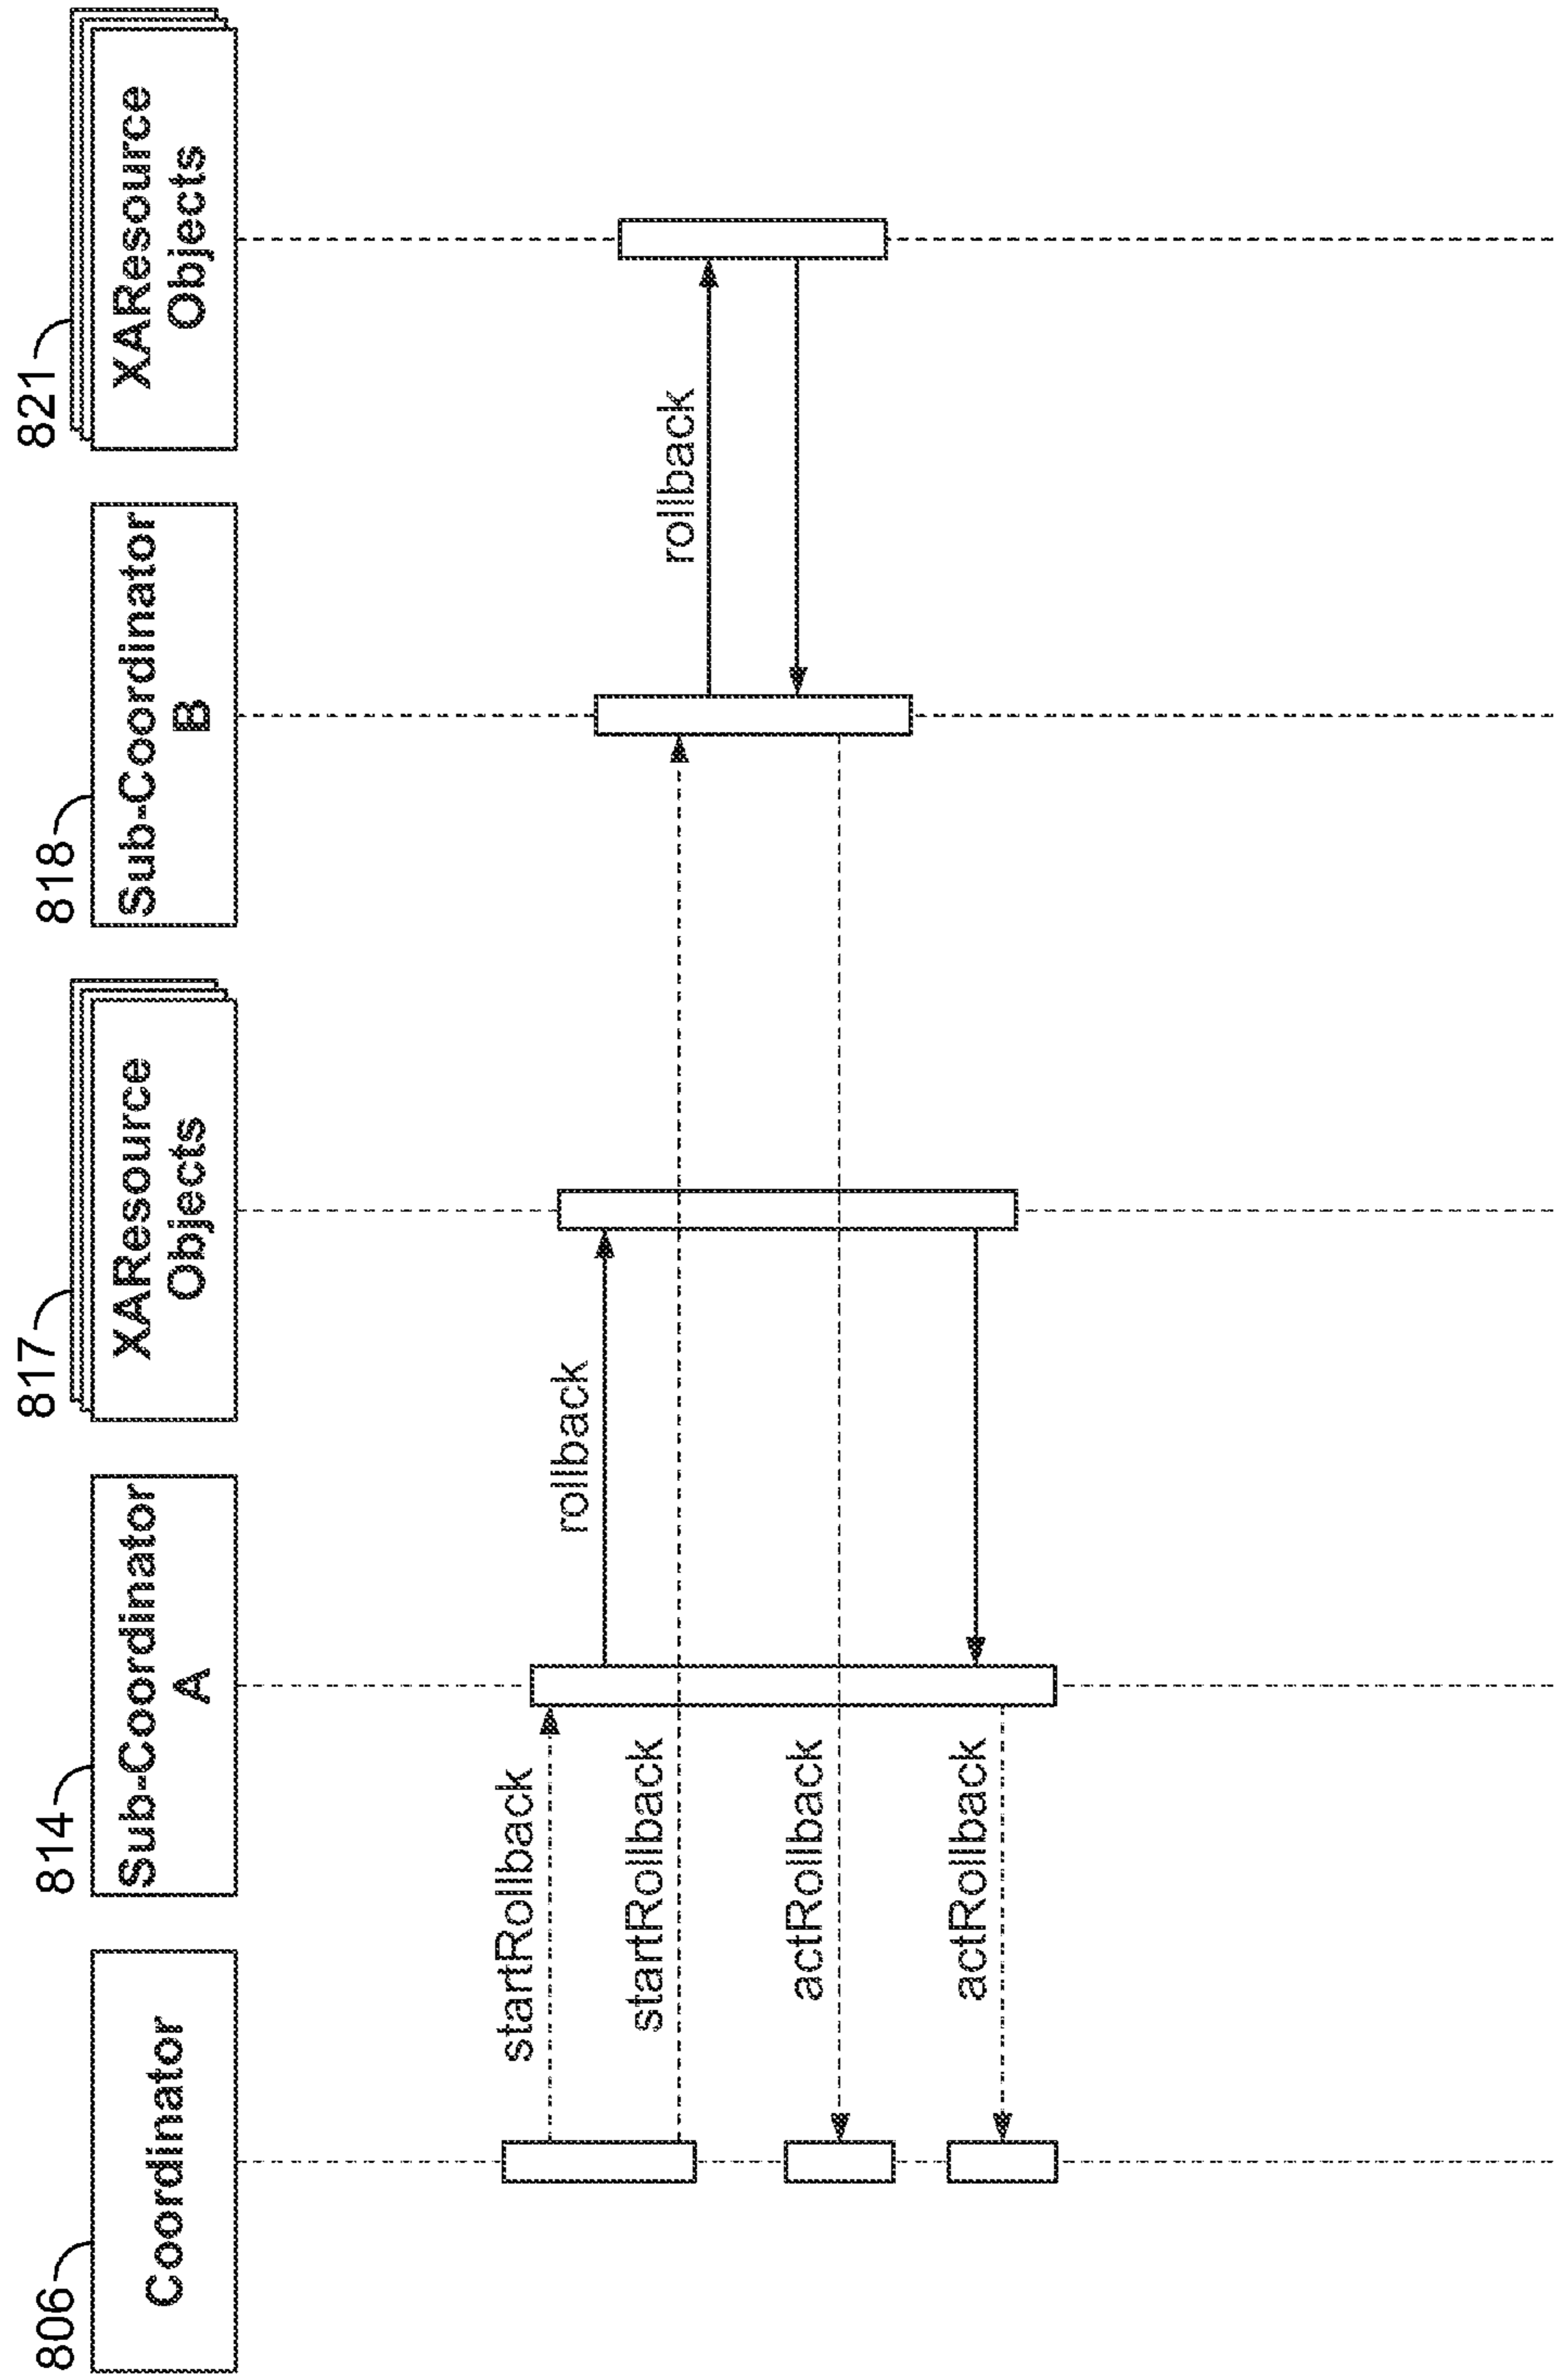 806
Coordinator
814
Sub-Coordinator
A
817
XAResource
Objects
818
Sub-Coordinator
B
821
XAResource
Objects
startRollback
rollback
startRollback
rollback
actRollback
actRollback